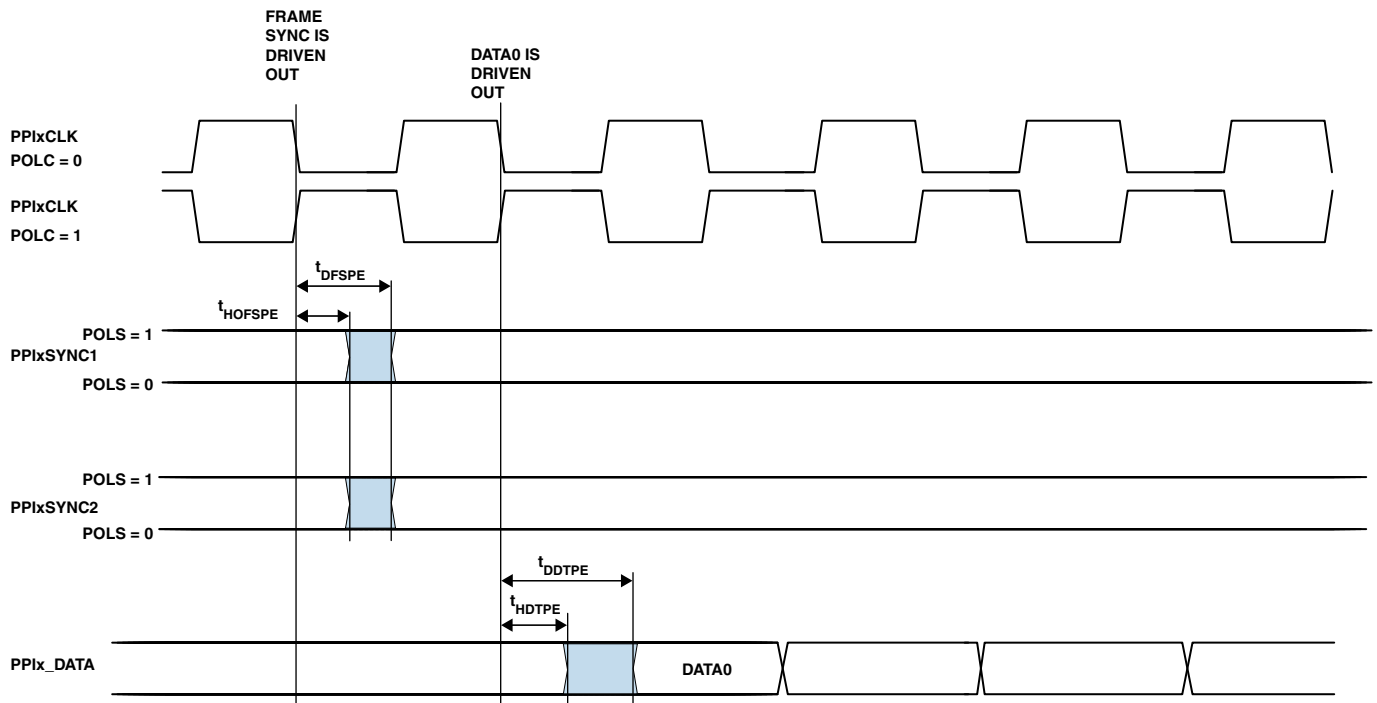 FRAME
SYNC IS
DRIVEN
OUT
DATA0 IS
DRIVEN
OUT
PPIxCLK
POLC = 0
PPIxCLK
POLC = 1
tDFSPE
tHOFSPE
POLS = 1
PPIxSYNC1
POLS = 0
POLS = 1
PPIxSYNC2
POLS = 0
tDDTPE
tHDTPE
PPIx_DATA
DATA0